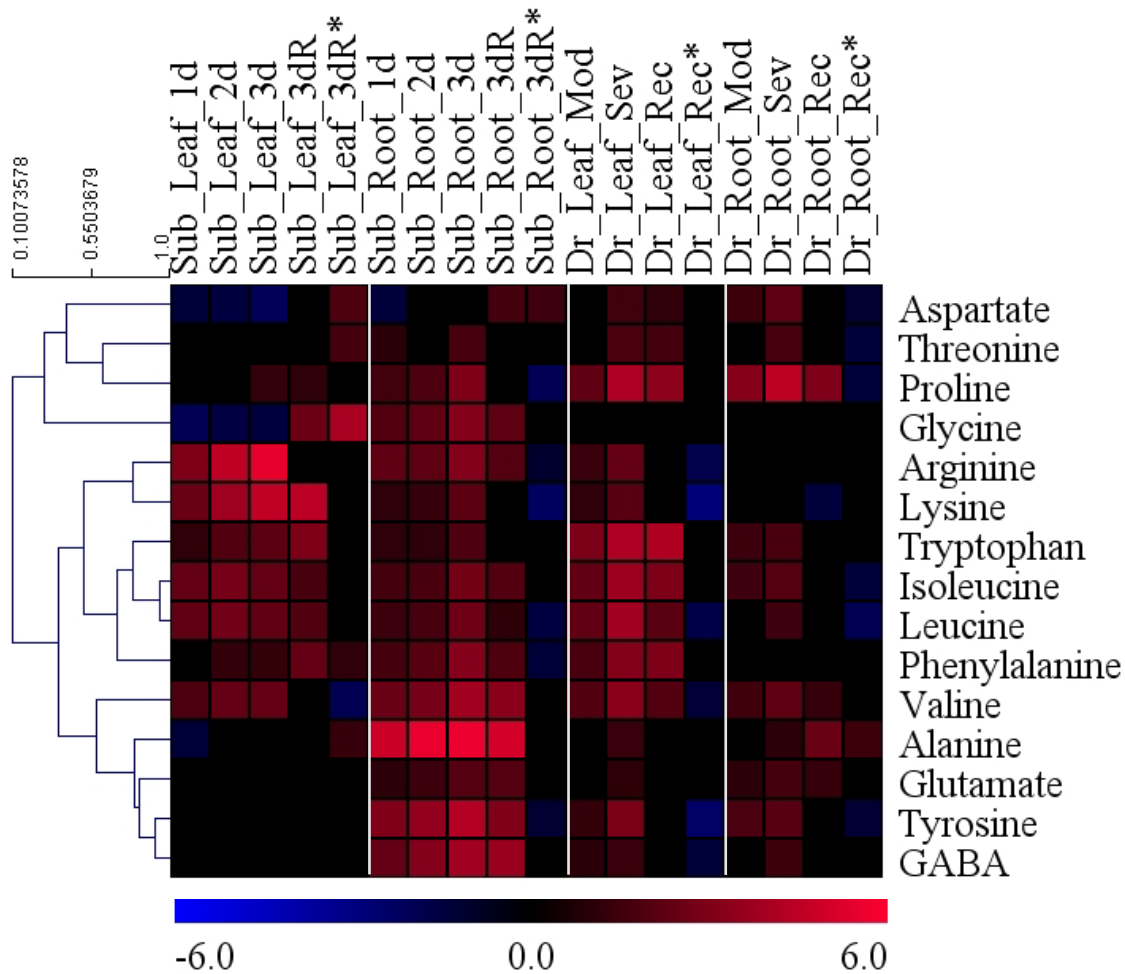 0.10073578
0.5503679
1.0
Sub_Leaf_1d
Sub_Leaf_2d
Sub_Leaf_3d
Sub_Leaf_3dR
Sub_Leaf_3dR*
Sub_Root_1d
Sub_Root_2d
Sub_Root_3d
Sub_Root_3dR
Sub_Root_3dR*
Dr_Leaf_Mod
Dr_Leaf_Sev
Dr_Leaf_Rec
Dr_Leaf_Rec*
Dr_Root_Mod
Dr_Root_Sev
Dr_Root_Rec
Dr_Root_Rec*
Aspartate
Threonine
Proline
Glycine
Arginine
Lysine
Tryptophan
Isoleucine
Leucine
Phenylalanine
Valine
Alanine
Glutamate
Tyrosine
GABA
-6.0 0.0 6.0